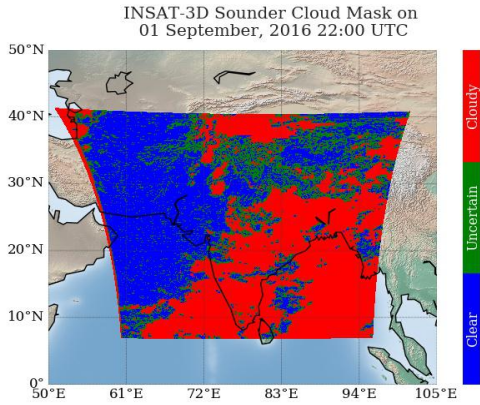 INSAT-3D Sounder Cloud Mask on
01 September, 2016 22:00 UTC
50°N
40°N
30°N
20°N
10°N
0°
50°E 61°E 72°E 83°E 94°E 105°E
Cloudy
Uncertain
Clear